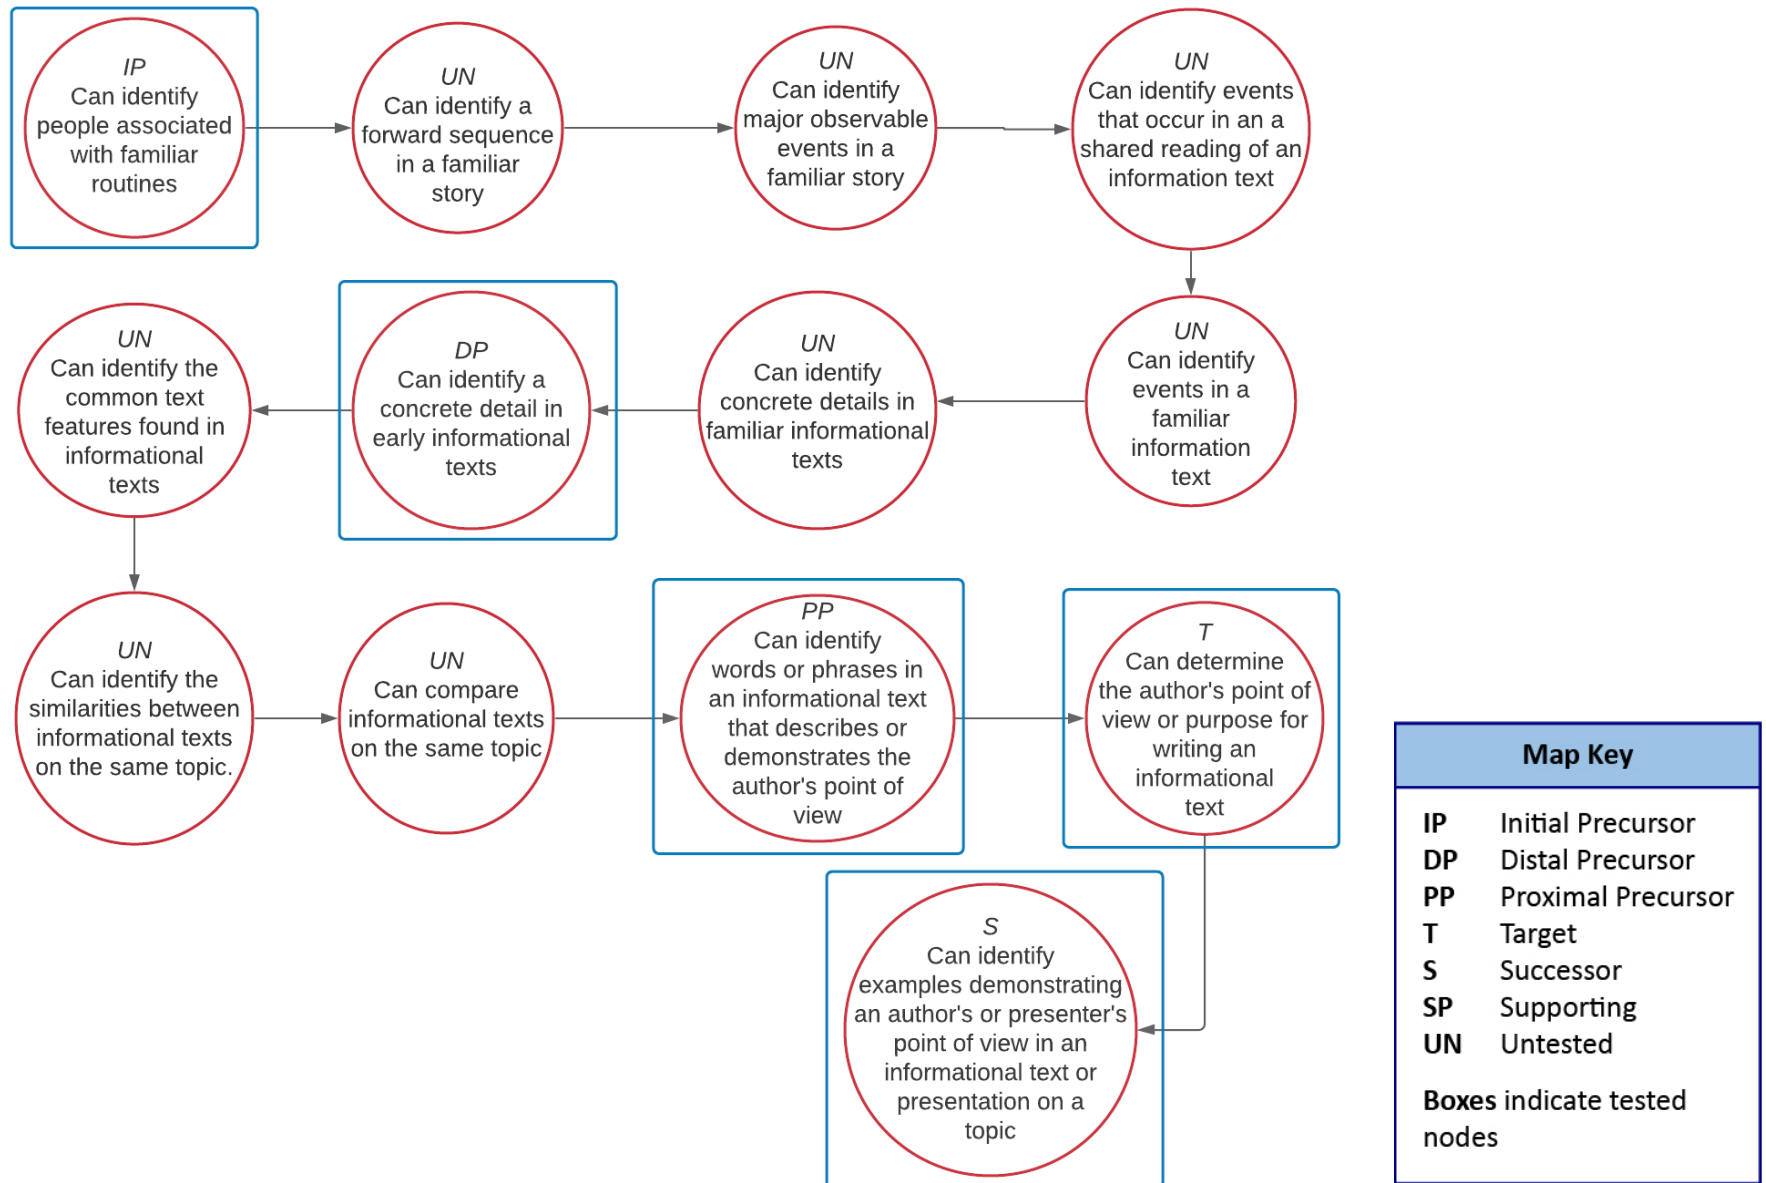 IP
Can identify
people associated
with familiar
routines
UN
Can identify a
forward sequence
in a familiar
story
UN
Can identify
major observable
events in a
familiar story
UN
Can identify events
that occur in an a
shared reading of an
information text
UN
Can identify
events in a
familiar
information
text
UN
Can identify
concrete details in
familiar informational
texts
DP
Can identify a
concrete detail in
early informational
texts
UN
Can identify the
common text
features found in
informational
texts
UN
Can identify the
similarities between
informational texts
on the same topic.
UN
Can compare
informational texts
on the same topic
PP
Can identify
words or phrases in
an informational text
that describes or
demonstrates the
author's point of
view
T
Can determine
the author's point of
view or purpose for
writing an
informational
text
S
Can identify
examples demonstrating
an author's or presenter's
point of view in an
informational text or
presentation on a
topic
Map Key
IP Initial Precursor
DP Distal Precursor
PP Proximal Precursor
T Target
S Successor
SP Supporting
UN Untested
Boxes indicate tested
nodes